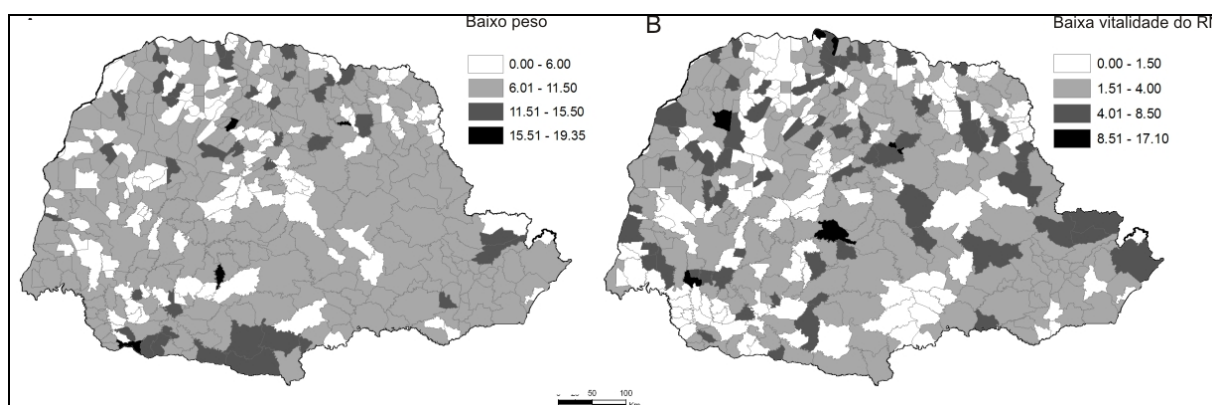 Baixo peso
0.00 - 6.00
6.01 - 11.50
11.51 - 15.50
15.51 - 19.35
B
Baixa vitalidade do RN
0.00 - 1.50
1.51 - 4.00
4.01 - 8.50
8.51 - 17.10
50 100
Km